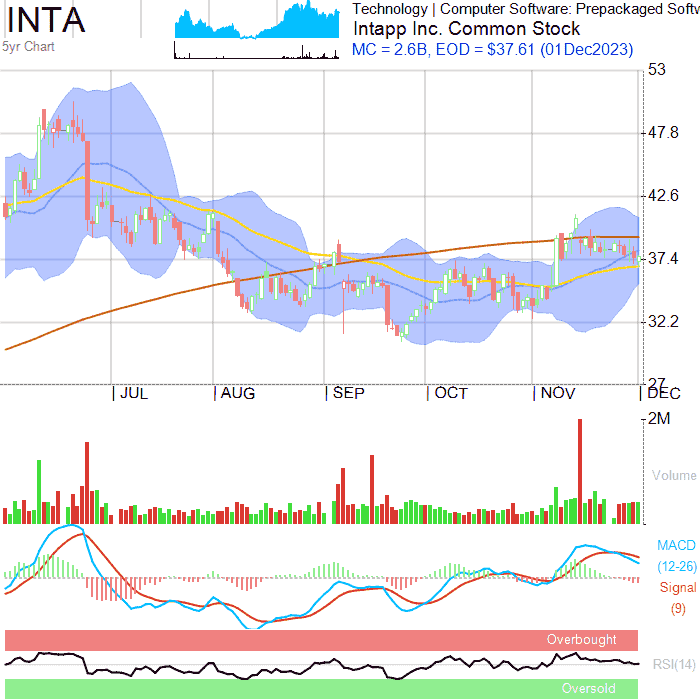 INTA
5yr Chart
Technology | Computer Software: Prepackaged Softw
Intapp Inc. Common Stock
MC = 2.6B, EOD = $37.61 (01Dec2023)
53
47.8
42.6
37.4
32.2
27
JUL AUG SEP OCT NOV DEC
2M
Volume
MACD
(12-26)
Signal
(9)
Overbought
RSI(14)
Oversold